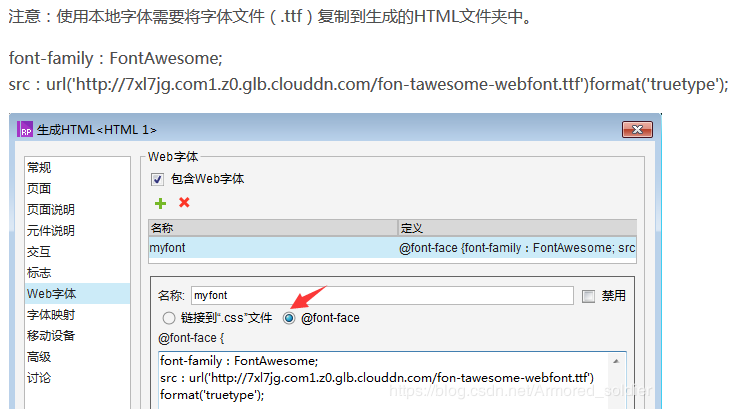 注意：使用本地字体需要将字体文件（.ttf）复制到生成的HTML文件夹中。
font-family：FontAwesome;
src：url('http://7xl7jg.com1.z0.glb.clouddn.com/fon-tawesome-webfont.ttf')format('truetype');
RP 生成HTML<HTML 1>
常规
页面
页面说明
元件说明
交互
标志
Web字体
字体映射
移动设备
高级
讨论
Web字体
包含Web字体
名称 定义
myfont @font-face {font-family：FontAwesome; src
名称: myfont 禁用
链接到“.css”文件 @font-face
@font-face {
font-family：FontAwesome;
src：url('http://7xl7jg.com1.z0.glb.clouddn.com/fon-tawesome-webfont.ttf')
format('truetype');
https://blog.csdn.net/Armored_soldier